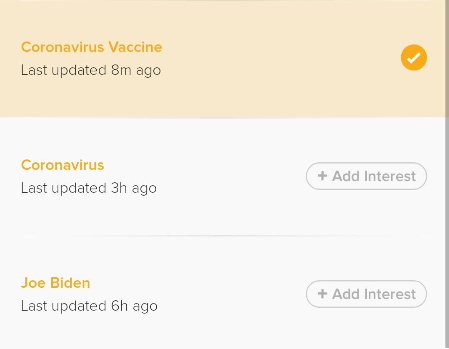 Coronavirus Vaccine
Last updated 8m ago
Coronavirus
Last updated 3h ago
+ Add Interest
Joe Biden
Last updated 6h ago
+ Add Interest